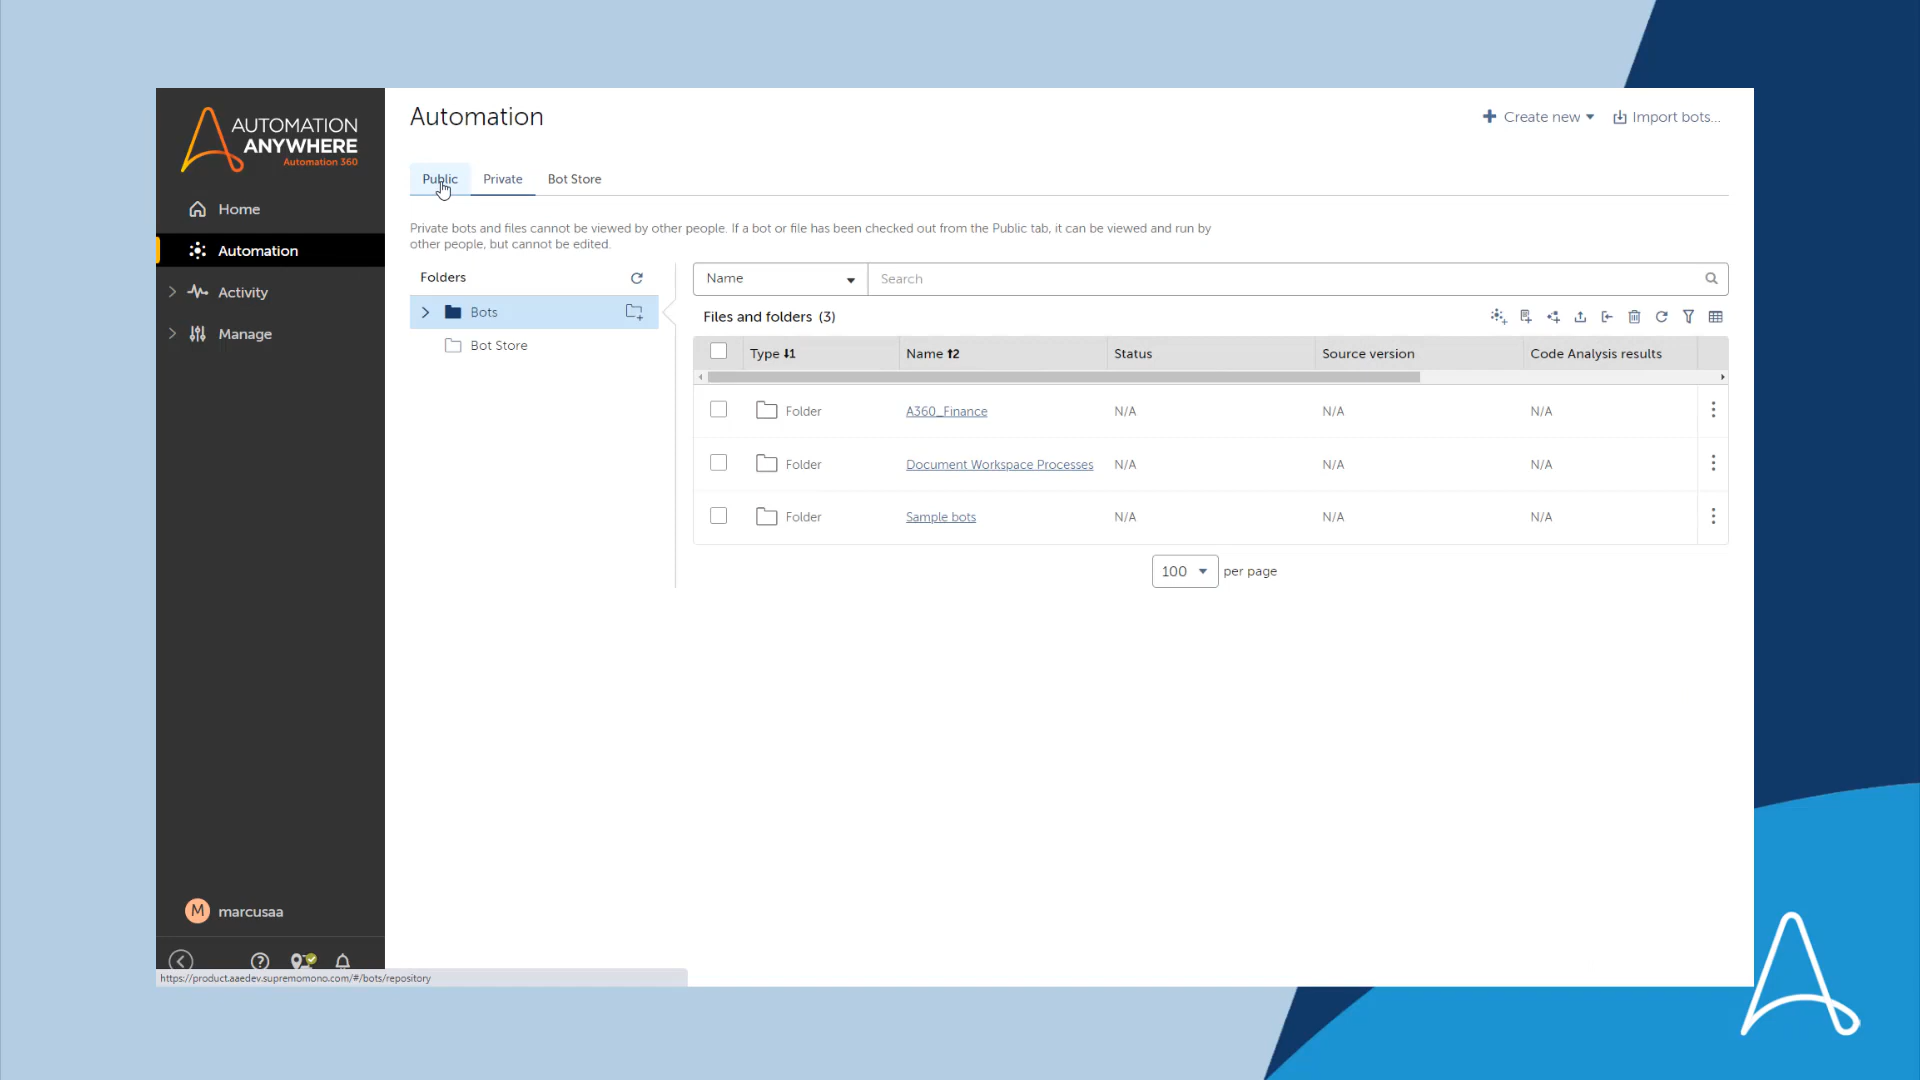 AUTOMATION
ANYWHERE
Automation 360
Home
Automation
Activity
Manage
M marcusaa
https://product.aaedev.supremomono.com/#/bots/repository
Automation
Create new
Import bots...
Public Private Bot Store
Private bots and files cannot be viewed by other people. If a bot or file has been checked out from the Public tab, it can be viewed and run by
other people, but cannot be edited.
Folders
Bots
Bot Store
Name Search
Files and folders (3)
Type 1 Name 2 Status Source version Code Analysis results
Folder A360_Finance N/A N/A N/A
Folder Document Workspace Processes N/A N/A N/A
Folder Sample bots N/A N/A N/A
100 per page